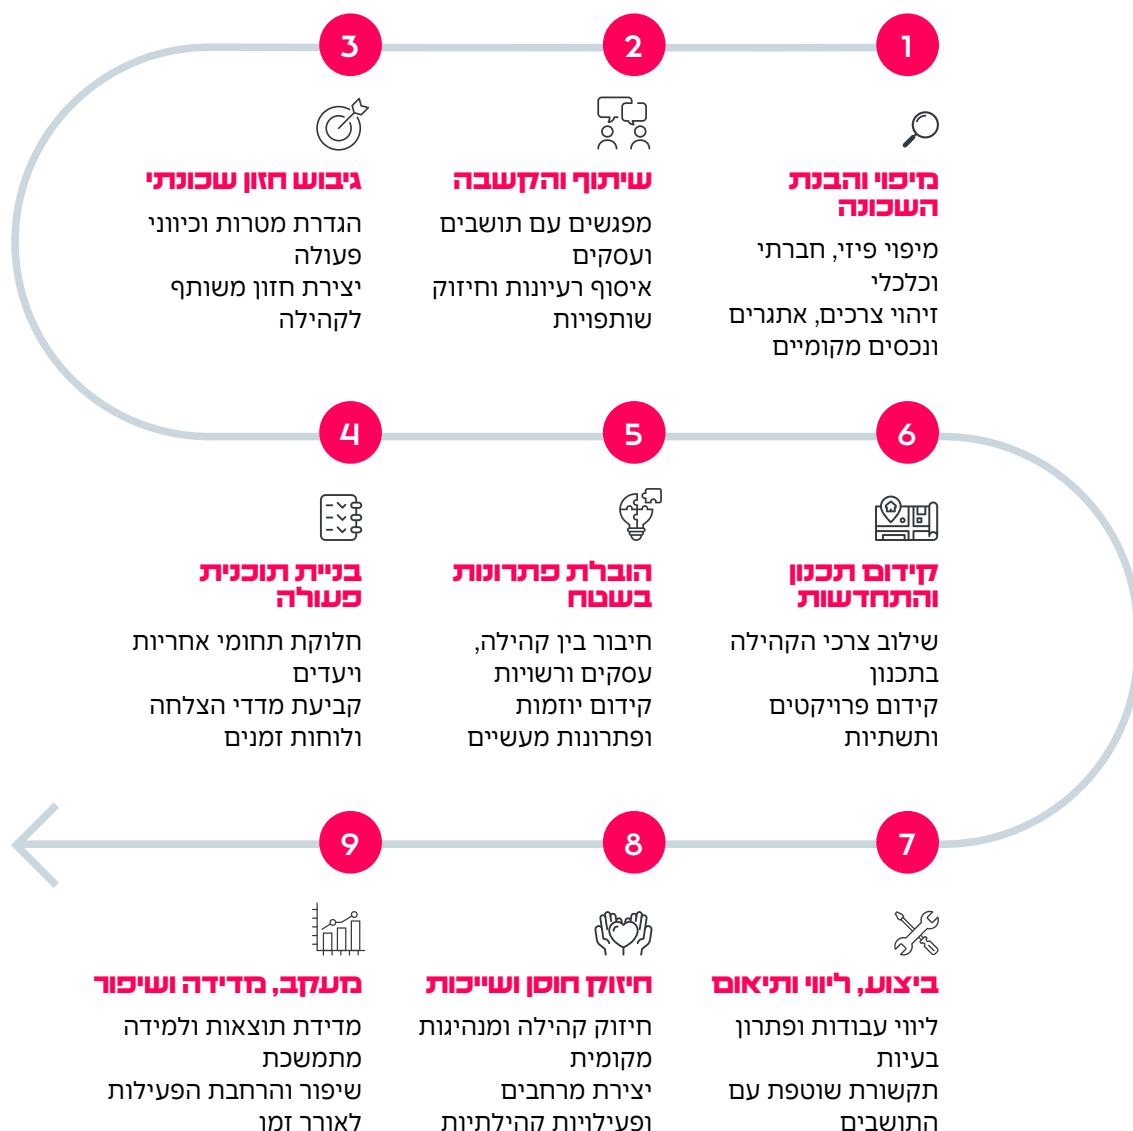 1
מיפוי והבנת
השכונה
מיפוי פיזי, חברתי
וכלכלי
זיהוי צרכים, אתגרים
ונכסים מקומיים
2
שיתוף והקשבה
מפגשים עם תושבים
ועסקים
איסוף רעיונות וחיזוק
שותפויות
3
גיבוש חזון שכונתי
הגדרת מטרות וכיווני
פעולה
יצירת חזון משותף
לקהילה
4
בניית תוכנית
פעולה
חלוקת תחומי אחריות
ויעדים
קביעת מדדי הצלחה
ולוחות זמנים
5
הובלת פתרונות
בשטח
חיבור בין קהילה,
עסקים ורשויות
קידום יוזמות
ופתרונות מעשיים
6
קידום תכנון
והתחדשות
שילוב צרכי הקהילה
בתכנון
קידום פרויקטים
ותשתיות
7
ביצוע, ליווי ותיאום
ליווי עבודות ופתרון
בעיות
תקשורת שוטפת עם
התושבים
8
חיזוק חוסן ושייכות
חיזוק קהילה ומנהיגות
מקומית
יצירת מרחבים
ופעילויות קהילתיות
9
מעקב, מדידה ושיפור
מדידת תוצאות ולמידה
מתמשכת
שיפור והרחבת הפעילות
לאורך זמן